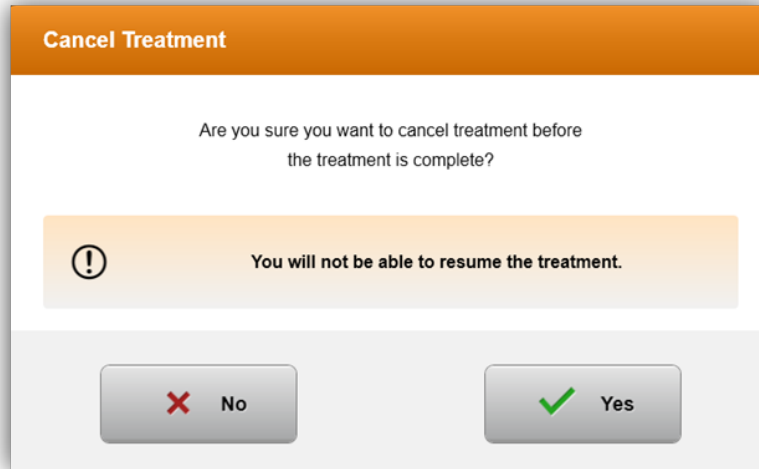 Cancel Treatment
Are you sure you want to cancel treatment before
the treatment is complete?
You will not be able to resume the treatment.
No
Yes